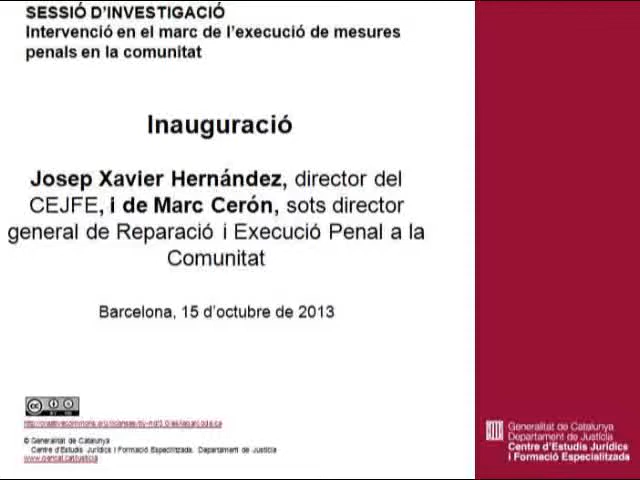 SESSIÓ D'INVESTIGACIÓ
Intervenció en el marc de l'execució de mesures
penals en la comunitat
Inauguració
Josep Xavier Hernández, director del
CEJFE, i de Marc Cerón, sots director
general de Reparació i Execució Penal a la
Comunitat
Barcelona, 15 d'octubre de 2013
© Generalitat de Catalunya
Centre d'Estudis Jurídics i Formació Especialitzada. Departament de Justícia
www.gencat.cat/justicia
Generalitat de Catalunya
Departament de Justícia
Centre d'Estudis Jurídics
i Formació Especialitzada